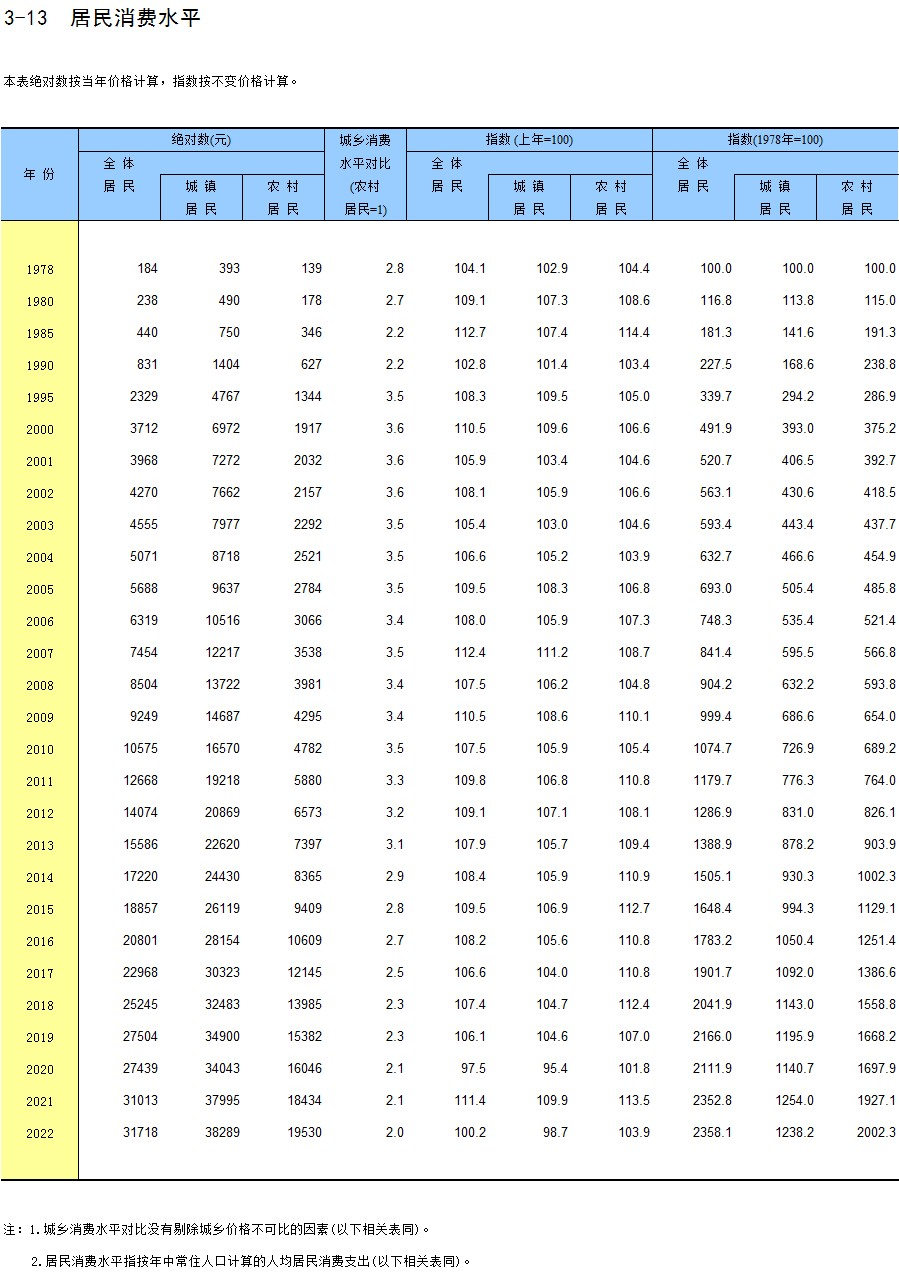 3-13 居民消费水平
本表绝对数按当年价格计算，指数按不变价格计算。
年 份 绝对数(元) 城乡消费水平对比(农村居民=1) 指数 (上年=100) 指数(1978年=100)
全 体 居 民 城 镇 居 民 农 村 居 民 全 体 居 民 城 镇 居 民 农 村 居 民 全 体 居 民 城 镇 居 民 农 村 居 民
1978 184 393 139 2.8 104.1 102.9 104.4 100.0 100.0 100.0
1980 238 490 178 2.7 109.1 107.3 108.6 116.8 113.8 115.0
1985 440 750 346 2.2 112.7 107.4 114.4 181.3 141.6 191.3
1990 831 1404 627 2.2 102.8 101.4 103.4 227.5 168.6 238.8
1995 2329 4767 1344 3.5 108.3 109.5 105.0 339.7 294.2 286.9
2000 3712 6972 1917 3.6 110.5 109.6 106.6 491.9 393.0 375.2
2001 3968 7272 2032 3.6 105.9 103.4 104.6 520.7 406.5 392.7
2002 4270 7662 2157 3.6 108.1 105.9 106.6 563.1 430.6 418.5
2003 4555 7977 2292 3.5 105.4 103.0 104.6 593.4 443.4 437.7
2004 5071 8718 2521 3.5 106.6 105.2 103.9 632.7 466.6 454.9
2005 5688 9637 2784 3.5 109.5 108.3 106.8 693.0 505.4 485.8
2006 6319 10516 3066 3.4 108.0 105.9 107.3 748.3 535.4 521.4
2007 7454 12217 3538 3.5 112.4 111.2 108.7 841.4 595.5 566.8
2008 8504 13722 3981 3.4 107.5 106.2 104.8 904.2 632.2 593.8
2009 9249 14687 4295 3.4 110.5 108.6 110.1 999.4 686.6 654.0
2010 10575 16570 4782 3.5 107.5 105.9 105.4 1074.7 726.9 689.2
2011 12668 19218 5880 3.3 109.8 106.8 110.8 1179.7 776.3 764.0
2012 14074 20869 6573 3.2 109.1 107.1 108.1 1286.9 831.0 826.1
2013 15586 22620 7397 3.1 107.9 105.7 109.4 1388.9 878.2 903.9
2014 17220 24430 8365 2.9 108.4 105.9 110.9 1505.1 930.3 1002.3
2015 18857 26119 9409 2.8 109.5 106.9 112.7 1648.4 994.3 1129.1
2016 20801 28154 10609 2.7 108.2 105.6 110.8 1783.2 1050.4 1251.4
2017 22968 30323 12145 2.5 106.6 104.0 110.8 1901.7 1092.0 1386.6
2018 25245 32483 13985 2.3 107.4 104.7 112.4 2041.9 1143.0 1558.8
2019 27504 34900 15382 2.3 106.1 104.6 107.0 2166.0 1195.9 1668.2
2020 27439 34043 16046 2.1 97.5 95.4 101.8 2111.9 1140.7 1697.9
2021 31013 37995 18434 2.1 111.4 109.9 113.5 2352.8 1254.0 1927.1
2022 31718 38289 19530 2.0 100.2 98.7 103.9 2358.1 1238.2 2002.3
注：1.城乡消费水平对比没有剔除城乡价格不可比的因素(以下相关表同)。
2.居民消费水平指按年中常住人口计算的人均居民消费支出(以下相关表同)。